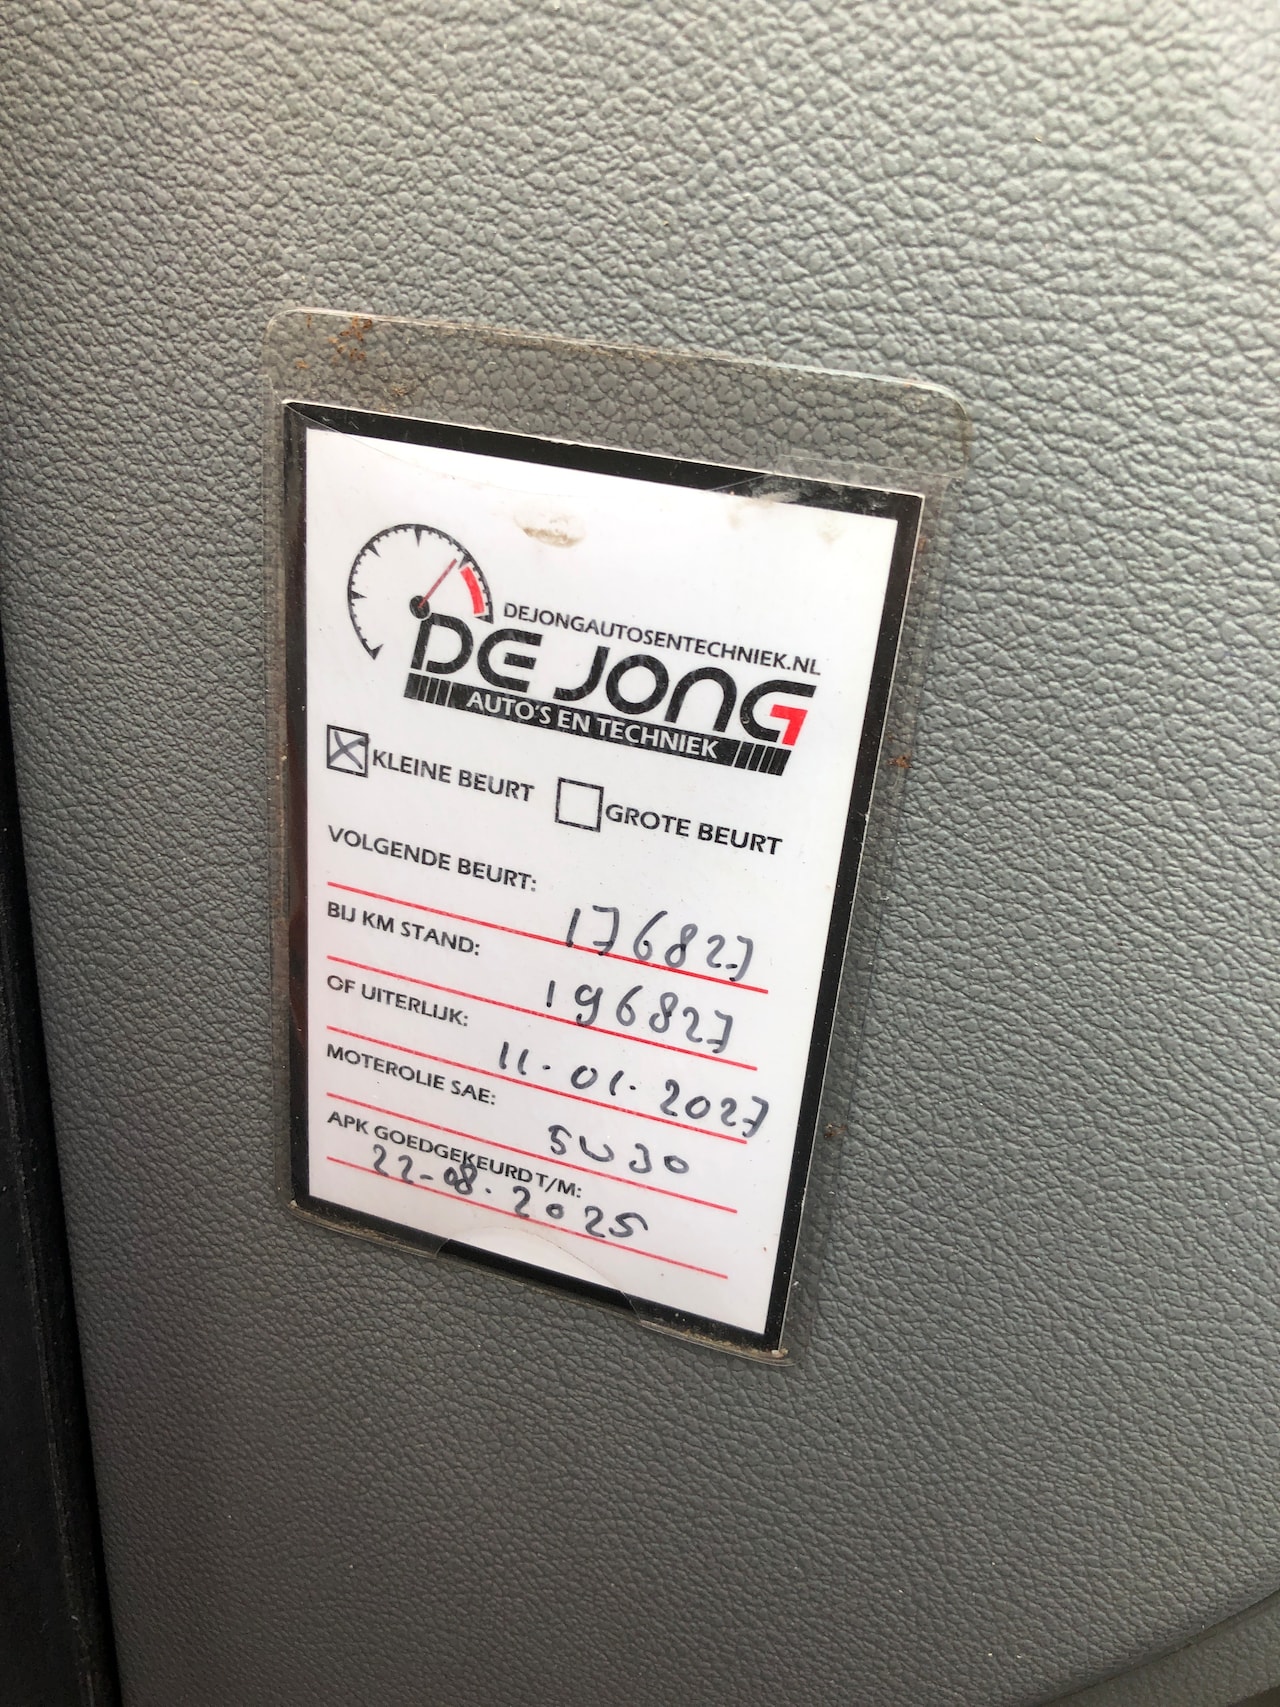 DEJONGAUTOSENTECHNIEK.NL
DE JONG
AUTO'S EN TECHNIEK
KLEINE BEURT GROTE BEURT
VOLGENDE BEURT: 176827
BIJ KM STAND: 196827
OF UITERLIJK: 11-01-2027
MOTEROLIE SAE: 5W30
APK GOEDGEKEURD T/M:
22-08-2025